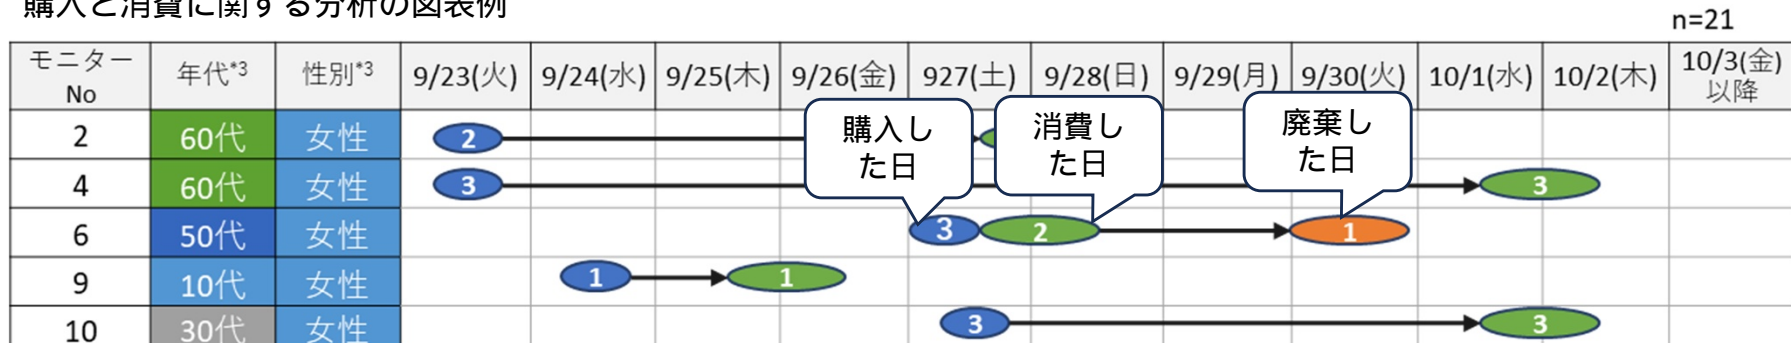 購入と消費に関する分析の図表例
n=21
モニター
No
年代*3
性別*3
9/23(火)
9/24(水)
9/25(木)
9/26(金)
927(土)
9/28(日)
9/29(月)
9/30(火)
10/1(水)
10/2(木)
10/3(金)
以降
2
60代
女性
2
購入し
た日
消費し
た日
廃棄し
た日
4
60代
女性
3
3
6
50代
女性
3
2
1
9
10代
女性
1
1
10
30代
女性
3
3